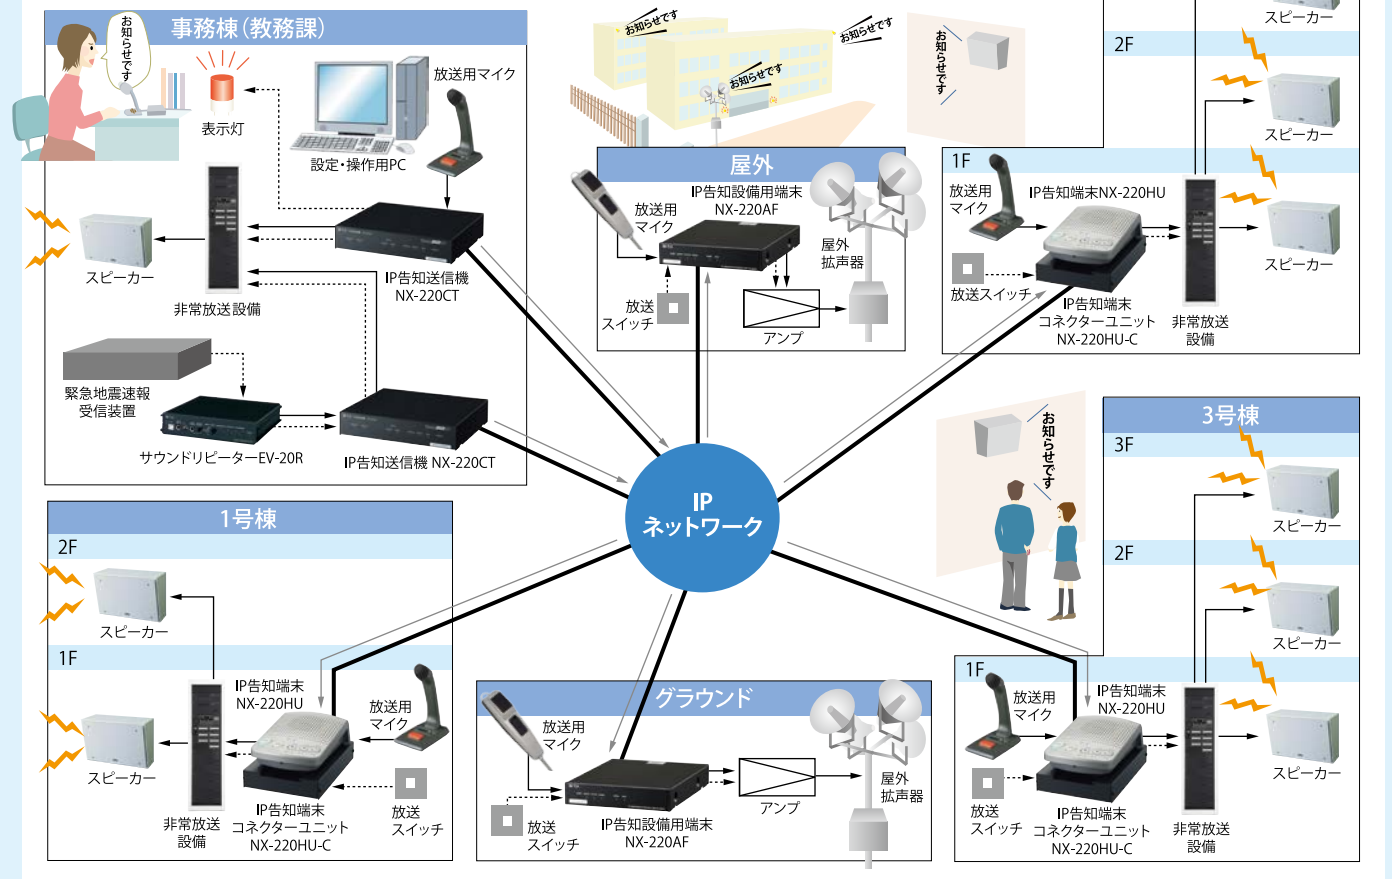 事務棟（教務課）
お知らせです
表示灯
設定・操作用PC
放送用マイク
スピーカー
非常放送設備
IP告知送信機
NX-220CT
緊急地震速報
受信装置
サウンドリピーターEV-20R
IP告知送信機 NX-220CT
お知らせです
お知らせです
お知らせです
屋外
放送用
マイク
IP告知設備用端末
NX-220AF
屋外
拡声器
放送
スイッチ
アンプ
お知らせです
スピーカー
2F
スピーカー
1F
放送用
マイク
IP告知端末NX-220HU
スピーカー
放送スイッチ
IP告知端末
コネクターユニット
NX-220HU-C
非常放送
設備
IP
ネットワーク
1号棟
2F
スピーカー
1F
IP告知端末
NX-220HU
放送用
マイク
スピーカー
非常放送
設備
IP告知端末
コネクターユニット
NX-220HU-C
放送
スイッチ
グラウンド
放送用
マイク
放送
スイッチ
IP告知設備用端末
NX-220AF
アンプ
屋外
拡声器
お知らせです
3号棟
3F
スピーカー
2F
スピーカー
1F
放送用
マイク
IP告知端末
NX-220HU
スピーカー
放送
スイッチ
IP告知端末
コネクターユニット
NX-220HU-C
非常放送
設備